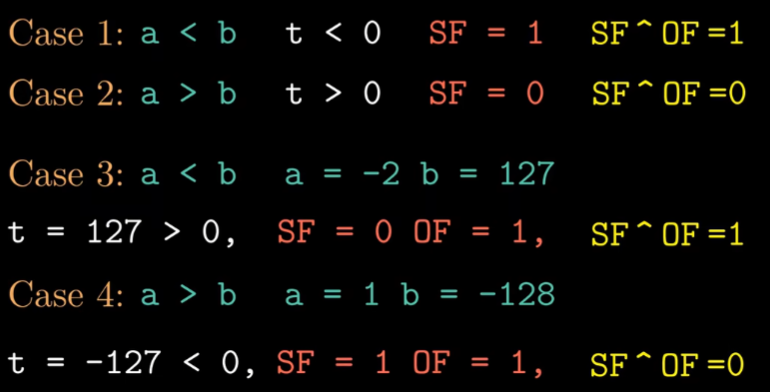 Case 1: a < b t < 0 SF = 1 SF^OF=1
Case 2: a > b t > 0 SF = 0 SF^OF=0
Case 3: a < b a = -2 b = 127
t = 127 > 0, SF = 0 OF = 1, SF^OF=1
Case 4: a > b a = 1 b = -128
t = -127 < 0, SF = 1 OF = 1, SF^OF=0